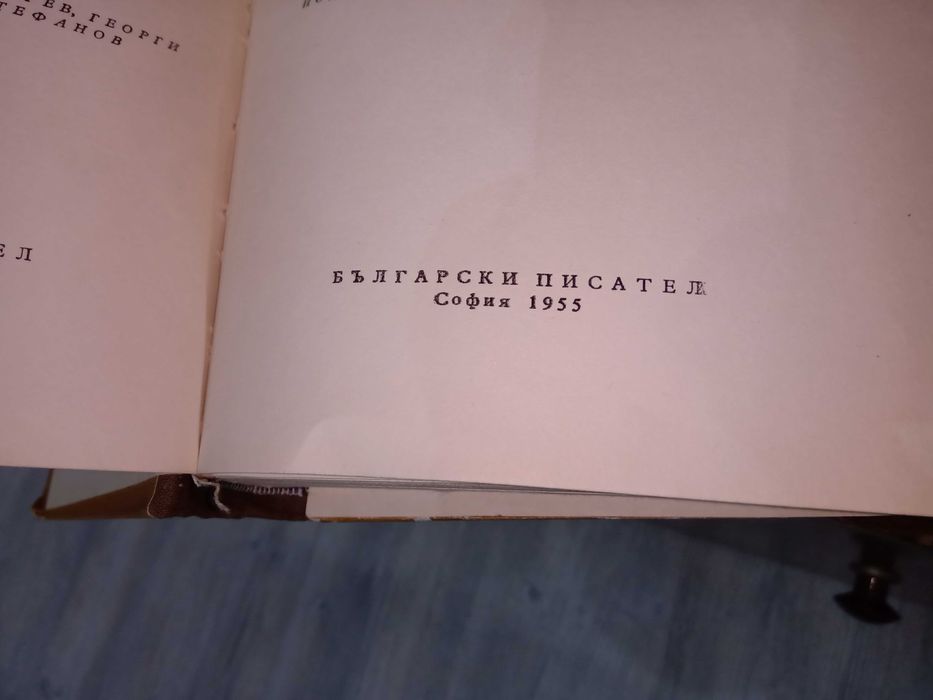 ЕВ, ГЕОРГИ
ТЕФАНОВ
ЕЛ
БЪЛГАРСКИ ПИСАТЕЛ
София 1955